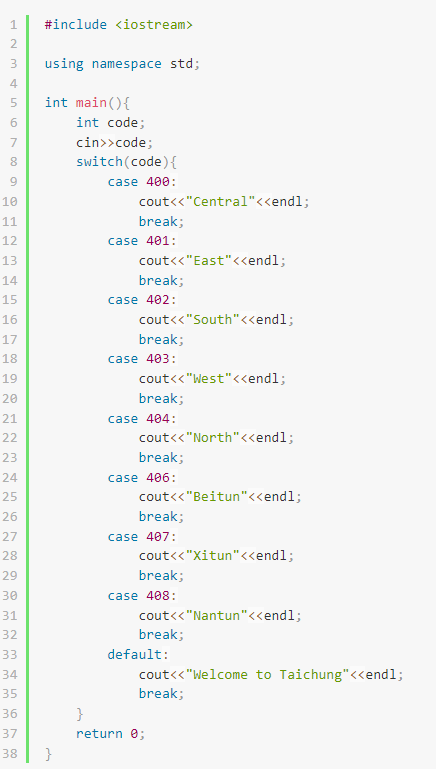 1 #include <iostream>
2
3 using namespace std;
4
5 int main(){
6     int code;
7     cin>>code;
8     switch(code){
9         case 400:
10             cout<<"Central"<<endl;
11             break;
12         case 401:
13             cout<<"East"<<endl;
14             break;
15         case 402:
16             cout<<"South"<<endl;
17             break;
18         case 403:
19             cout<<"West"<<endl;
20             break;
21         case 404:
22             cout<<"North"<<endl;
23             break;
24         case 406:
25             cout<<"Beitun"<<endl;
26             break;
27         case 407:
28             cout<<"Xitun"<<endl;
29             break;
30         case 408:
31             cout<<"Nantun"<<endl;
32             break;
33         default:
34             cout<<"Welcome to Taichung"<<endl;
35             break;
36     }
37     return 0;
38 }